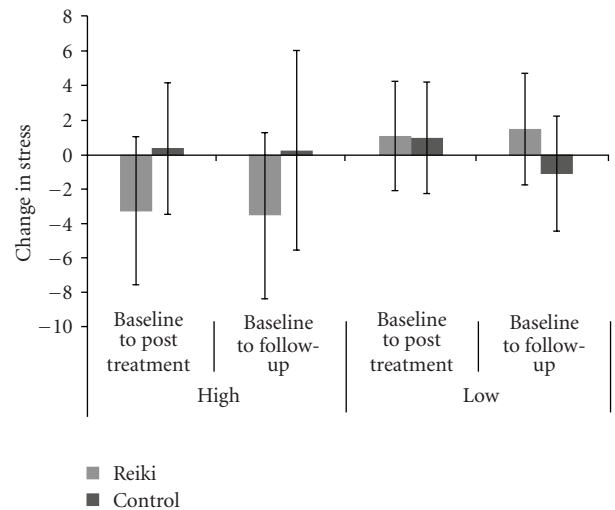 8
6
4
2
0
−2
−4
−6
−8
−10
Change in stress
Baseline
to post
treatment
Baseline
to follow-
up
Baseline
to post
treatment
Baseline
to follow-
up
High
Low
Reiki
Control